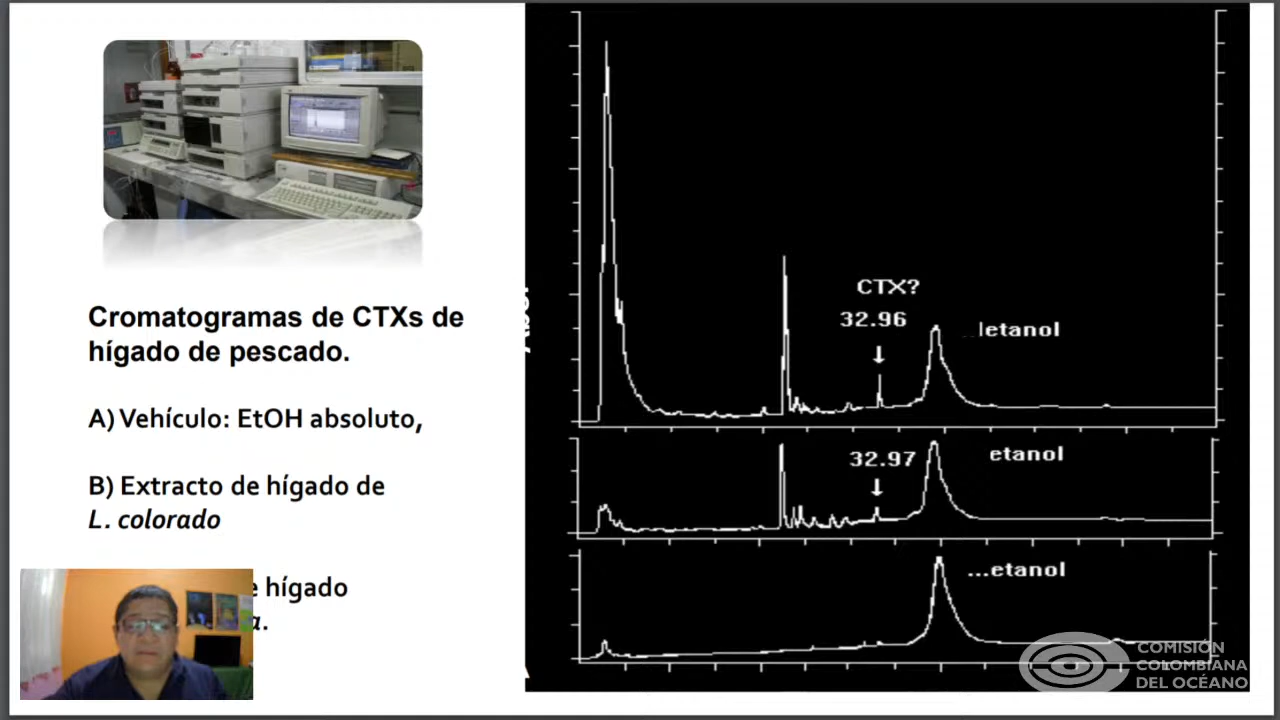 Cromatogramas de CTXs de
hígado de pescado.
A) Vehículo: EtOH absoluto,
B) Extracto de hígado de
L. colorado
e hígado
a.
CTX?
32.96
etanol
32.97
etanol
...etanol
COMISIÓN
COLOMBIANA
DEL OCÉANO